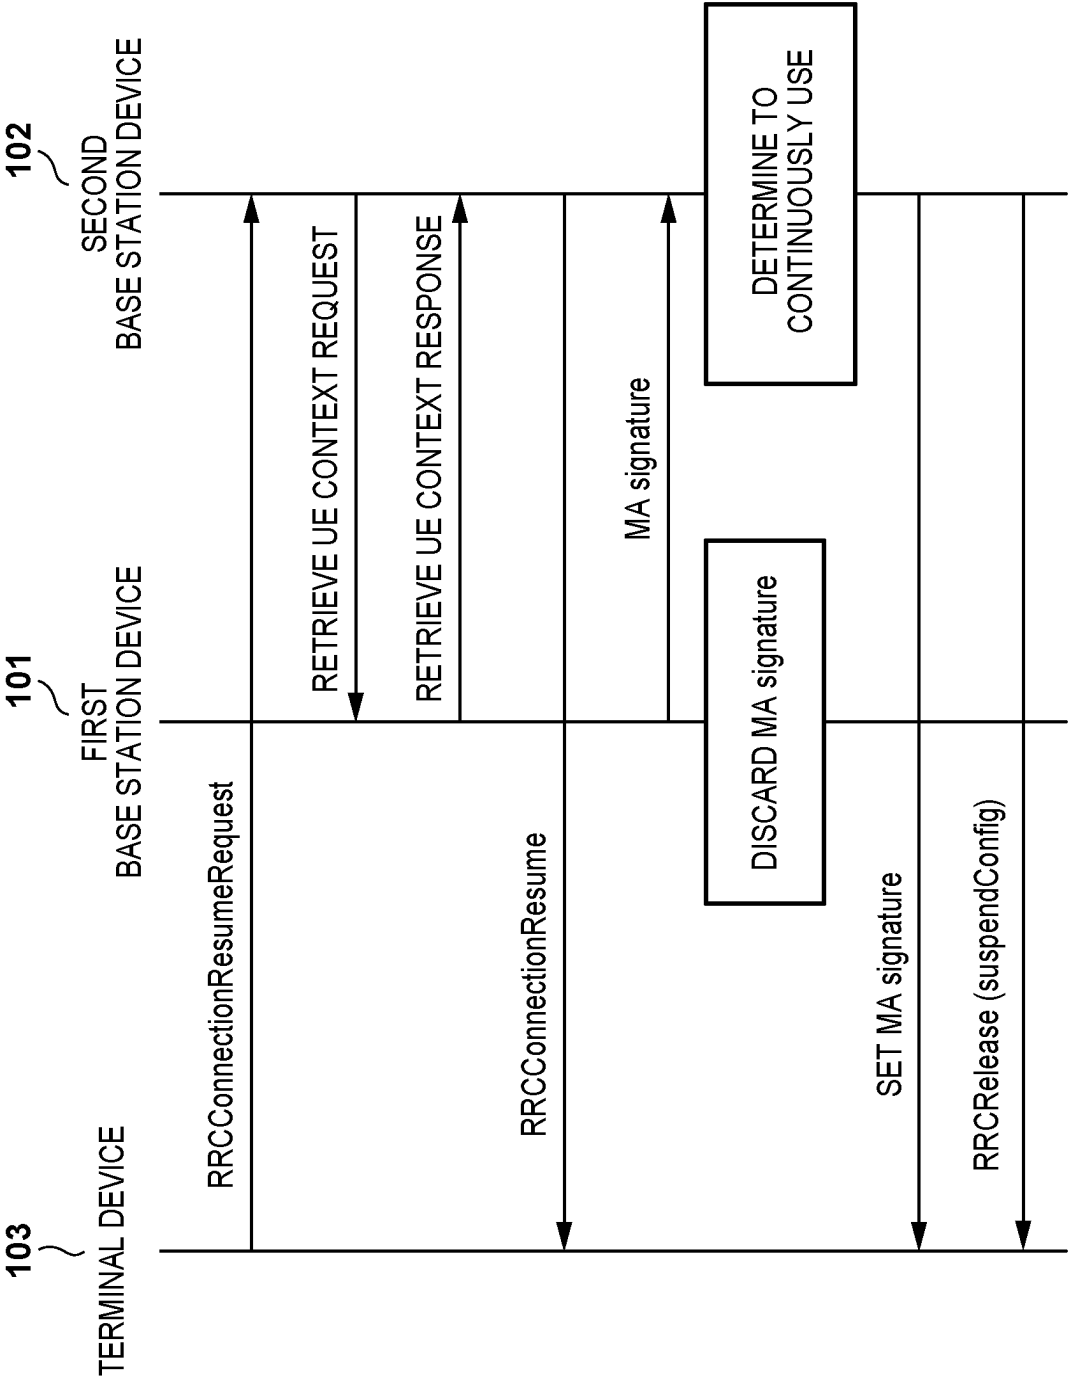 103
TERMINAL DEVICE
101
FIRST
BASE STATION DEVICE
102
SECOND
BASE STATION DEVICE
RRCConnectionResumeRequest
RETRIEVE UE CONTEXT REQUEST
RETRIEVE UE CONTEXT RESPONSE
RRCConnectionResume
MA signature
DISCARD MA signature
DETERMINE TO
CONTINUOUSLY USE
SET MA signature
RRCRelease (suspendConfig)